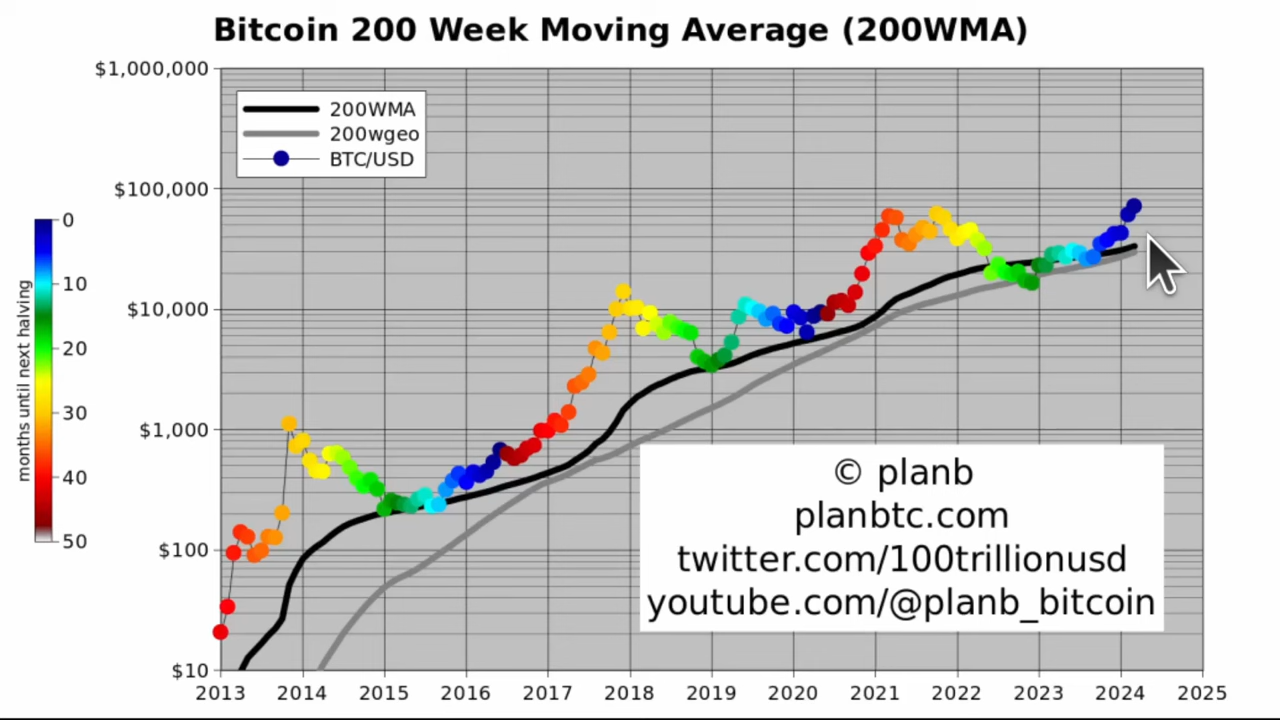 Bitcoin 200 Week Moving Average (200WMA)
$1,000,000
$100,000
$10,000
$1,000
$100
$10
200WMA
200wgeo
BTC/USD
months until next halving
0
10
20
30
40
50
© planb
planbtc.com
twitter.com/100trillionusd
youtube.com/@planb_bitcoin
2013 2014 2015 2016 2017 2018 2019 2020 2021 2022 2023 2024 2025